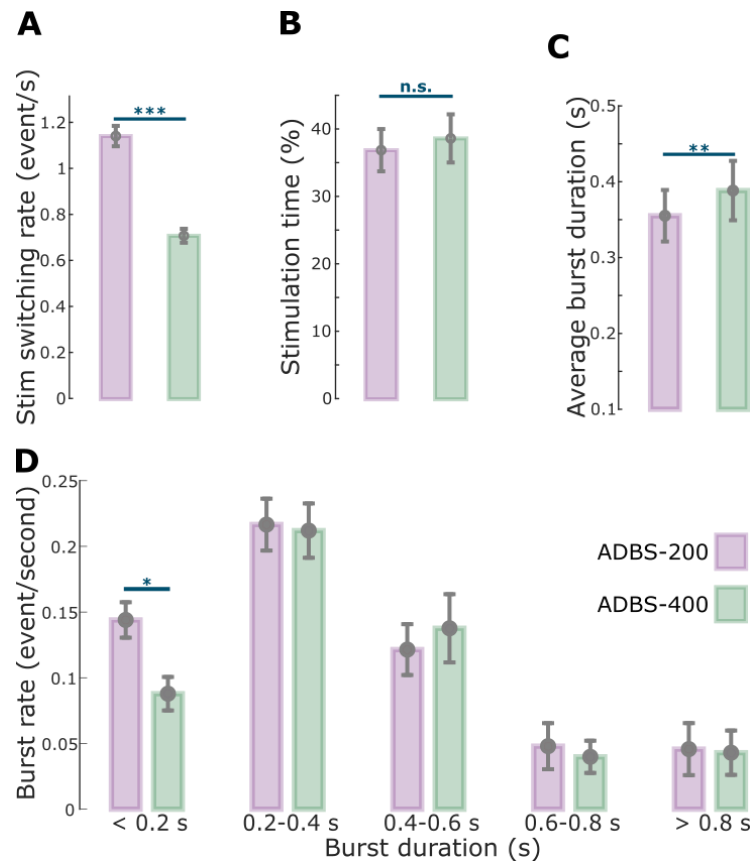 A
Stim switching rate (event/s)
1.2
1
0.8
0.6
0.4
0.2
0
***
B
Stimulation time (%)
40
30
20
10
0
n.s.
C
Average burst duration (s)
0.5
0.4
0.3
0.2
0.1
**
D
Burst rate (event/second)
0.25
0.2
0.15
0.1
0.05
0
*
< 0.2 s
0.2-0.4 s
0.4-0.6 s
0.6-0.8 s
> 0.8 s
Burst duration (s)
ADBS-200
ADBS-400